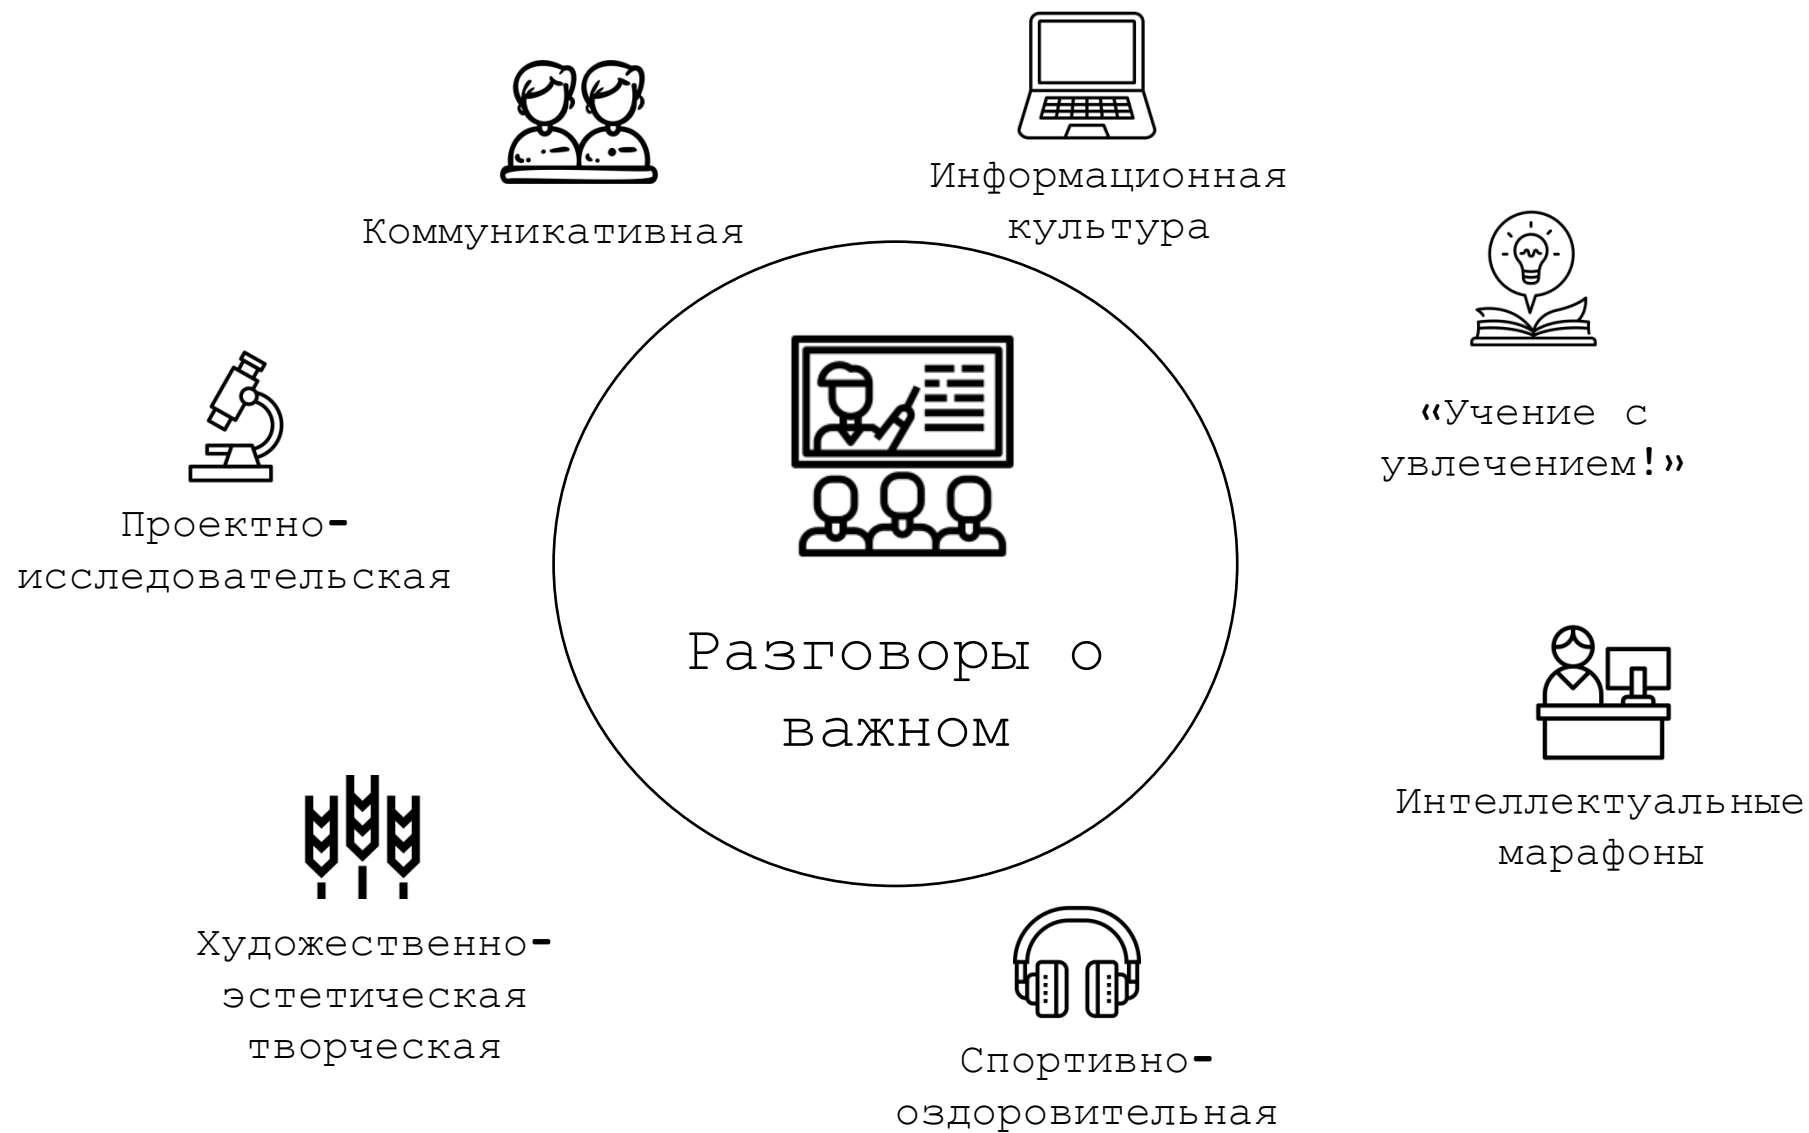 Коммуникативная
Информационная
культура
«Учение с
увлечением!»
Проектно-
исследовательская
Разговоры о
важном
Интеллектуальные
марафоны
Художественно-
эстетическая
творческая
Спортивно-
оздоровительная